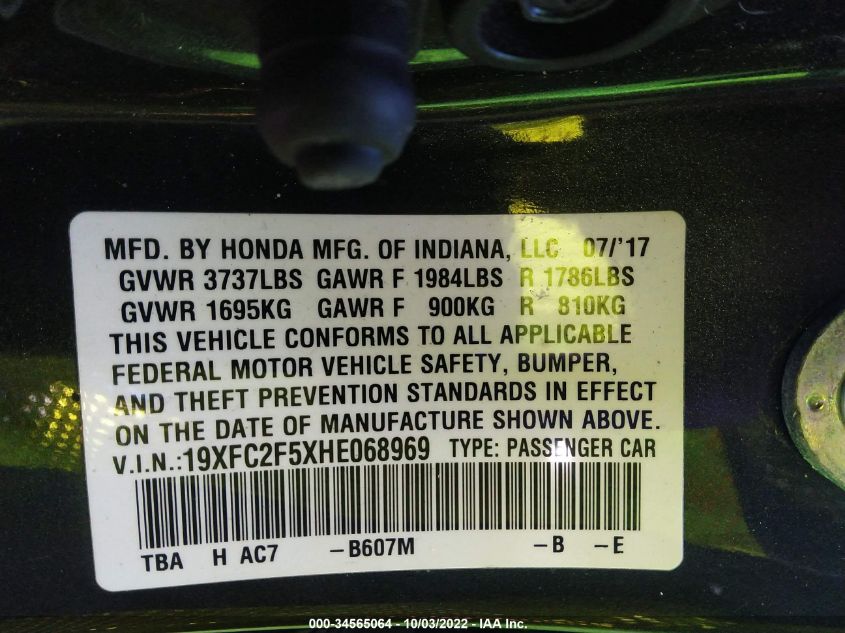 MFD. BY HONDA MFG. OF INDIANA, LLC 07/'17
GVWR 3737LBS GAWR F 1984LBS R 1786LBS
GVWR 1695KG GAWR F 900KG R 810KG
THIS VEHICLE CONFORMS TO ALL APPLICABLE
FEDERAL MOTOR VEHICLE SAFETY, BUMPER,
AND THEFT PREVENTION STANDARDS IN EFFECT
ON THE DATE OF MANUFACTURE SHOWN ABOVE.
V.I.N.:19XFC2F5XHE068969 TYPE: PASSENGER CAR
TBA H AC7 –B607M –B –E
000-34565064 - 10/03/2022 - IAA Inc.